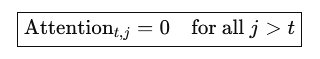 Attention_{t,j} = 0 for all j > t